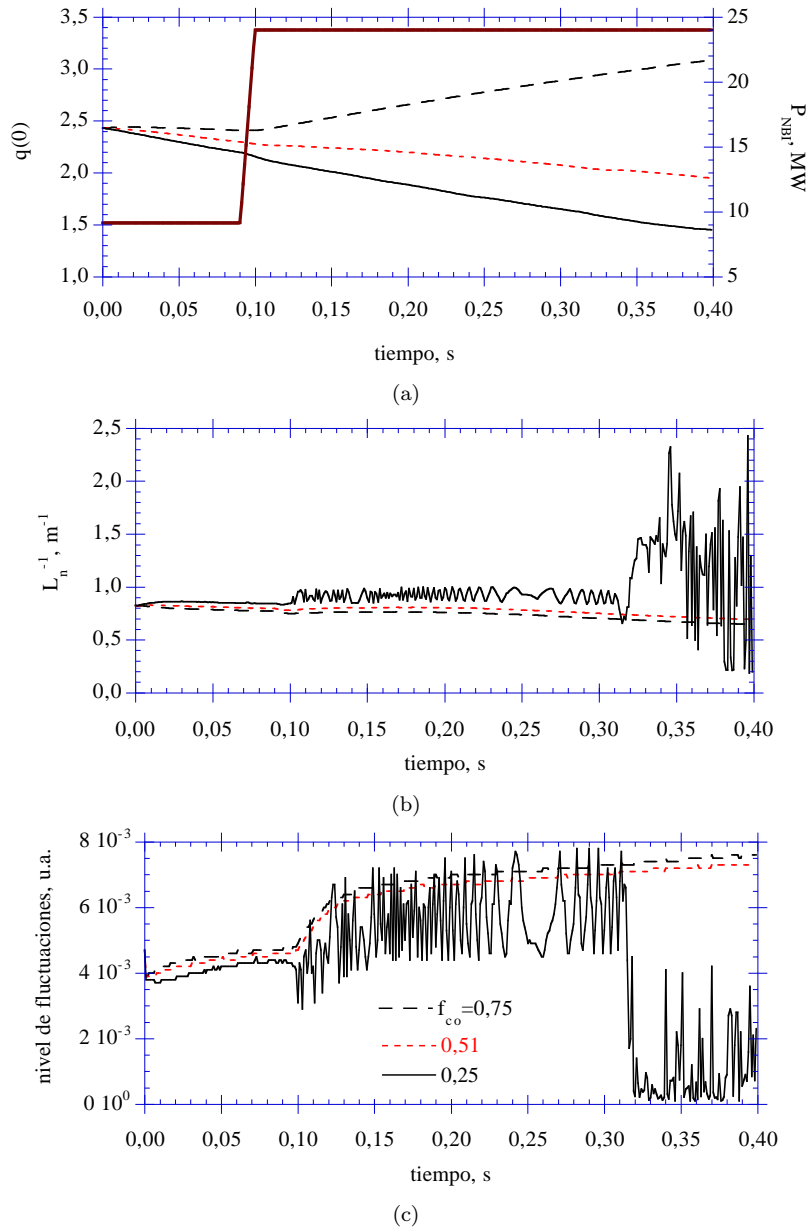 3,5
3,0
2,5
2,0
1,5
1,0
q(0)
25
20
15
10
5
P_NBI, MW
0,00 0,05 0,10 0,15 0,20 0,25 0,30 0,35 0,40
tiempo, s
(a)
2,5
2,0
1,5
1,0
0,5
0,0
L_n^-1, m^-1
0,00 0,05 0,10 0,15 0,20 0,25 0,30 0,35 0,40
tiempo, s
(b)
8 10^-3
6 10^-3
4 10^-3
2 10^-3
0 10^0
nivel de fluctuaciones, u.a.
f_co=0,75
0,51
0,25
0,00 0,05 0,10 0,15 0,20 0,25 0,30 0,35 0,40
tiempo, s
(c)